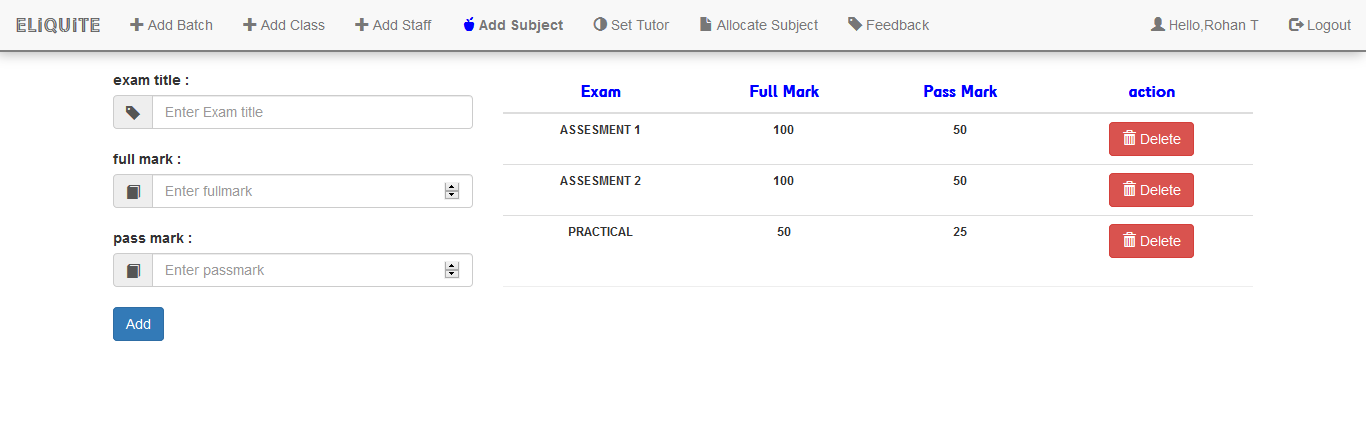 ELiQUiTE Add Batch Add Class Add Staff Add Subject Set Tutor Allocate Subject Feedback Hello,Rohan T Logout
exam title :
Enter Exam title
full mark :
Enter fullmark
pass mark :
Enter passmark
Add
Exam Full Mark Pass Mark action
ASSESMENT 1 100 50 Delete
ASSESMENT 2 100 50 Delete
PRACTICAL 50 25 Delete